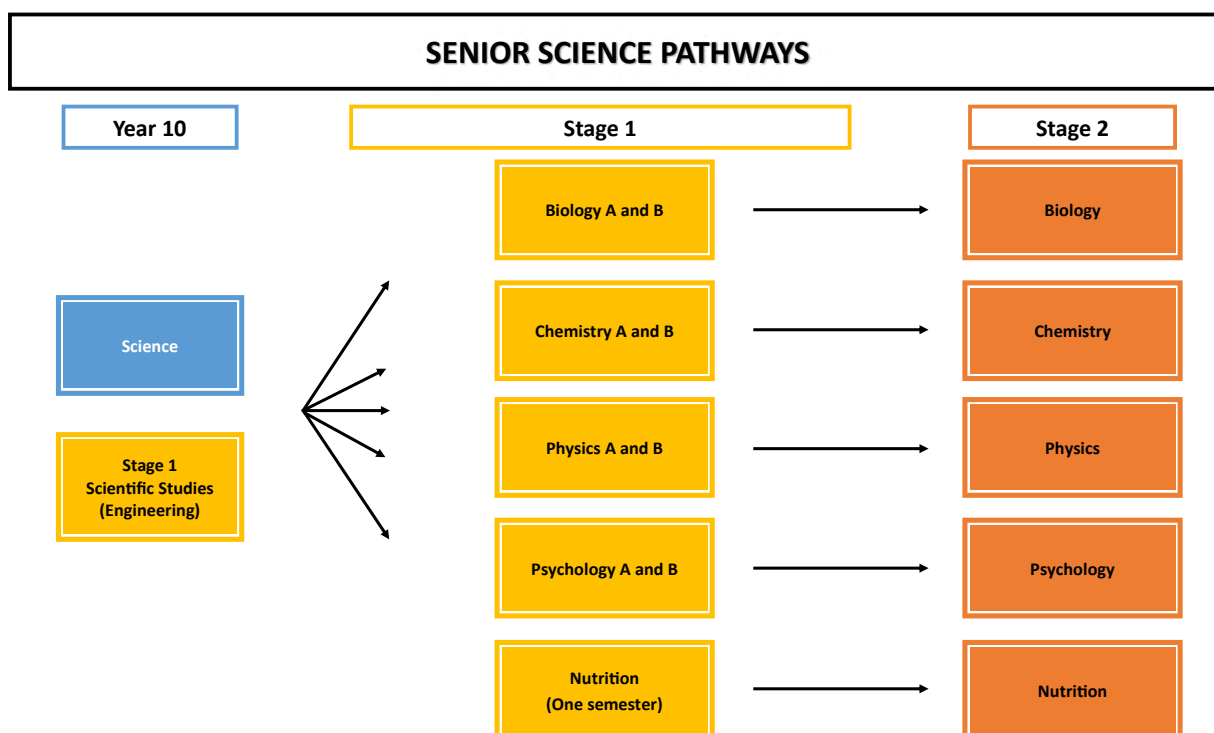 SENIOR SCIENCE PATHWAYS
Year 10
Stage 1
Stage 2
Biology A and B
Biology
Science
Chemistry A and B
Chemistry
Stage 1
Scientific Studies
(Engineering)
Physics A and B
Physics
Psychology A and B
Psychology
Nutrition
(One semester)
Nutrition